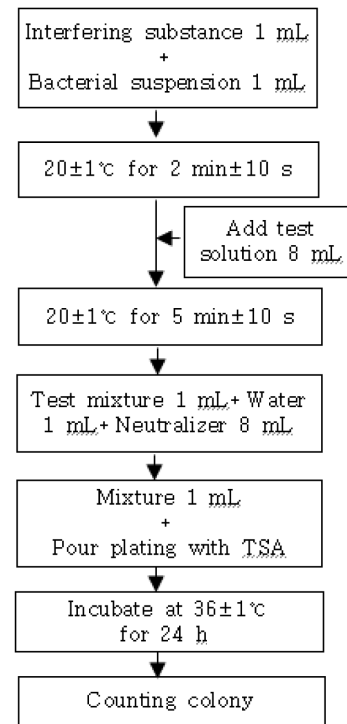 Interfering substance 1 mL
+
Bacterial suspension 1 mL
20±1℃ for 2 min±10 s
Add test
solution 8 mL
20±1℃ for 5 min±10 s
Test mixture 1 mL+ Water
1 mL+ Neutralizer 8 mL
Mixture 1 mL
+
Pour plating with TSA
Incubate at 36±1℃
for 24 h
Counting colony